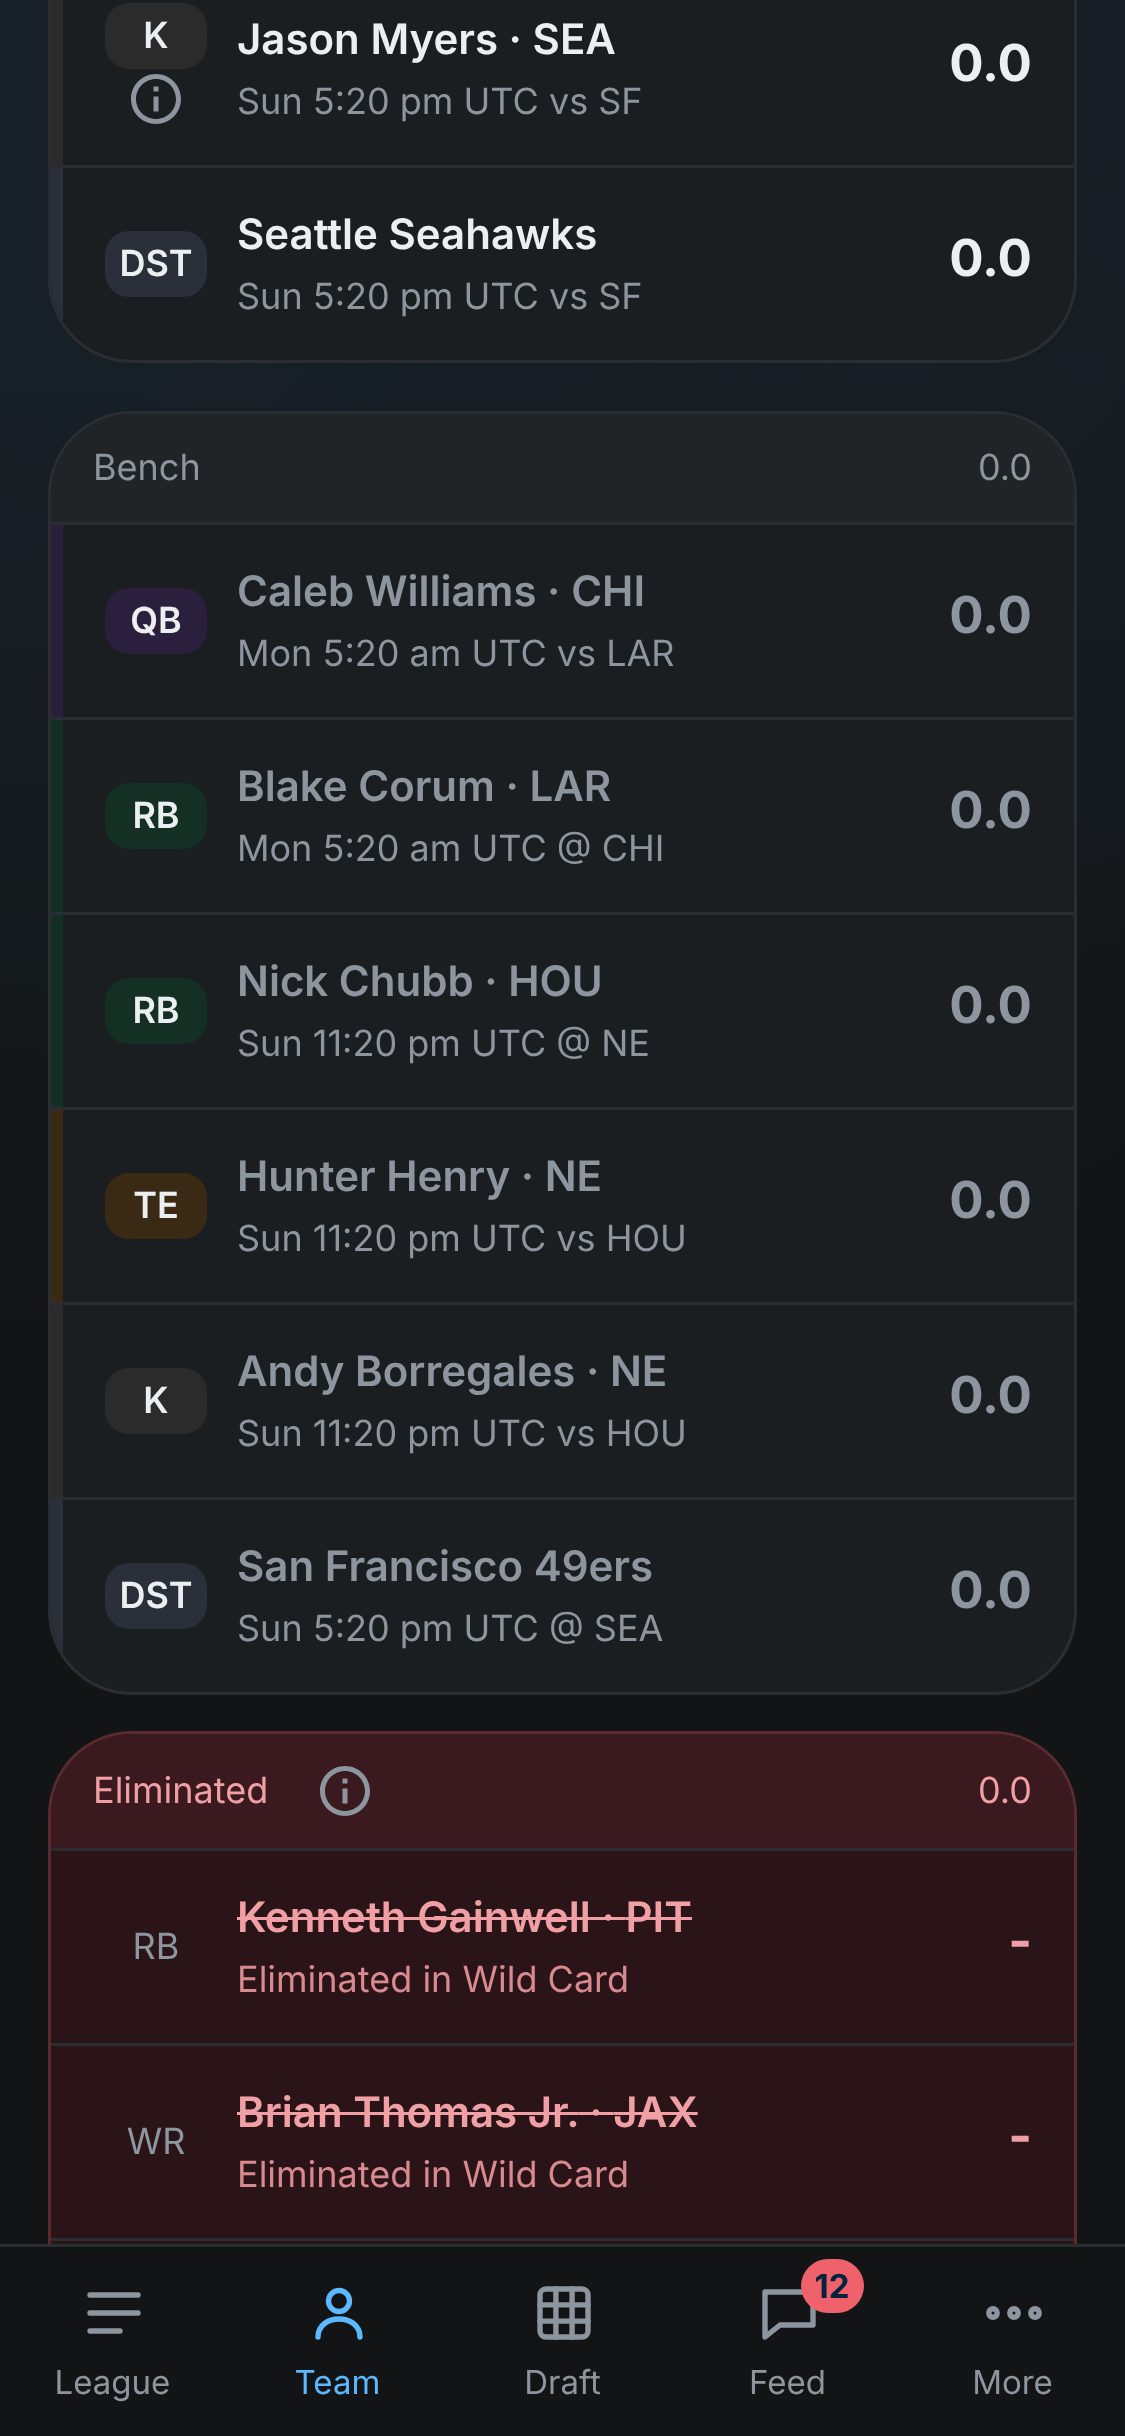 K
Jason Myers · SEA
0.0
Sun 5:20 pm UTC vs SF
DST
Seattle Seahawks
0.0
Sun 5:20 pm UTC vs SF
Bench
0.0
QB
Caleb Williams · CHI
0.0
Mon 5:20 am UTC vs LAR
RB
Blake Corum · LAR
0.0
Mon 5:20 am UTC @ CHI
RB
Nick Chubb · HOU
0.0
Sun 11:20 pm UTC @ NE
TE
Hunter Henry · NE
0.0
Sun 11:20 pm UTC vs HOU
K
Andy Borregales · NE
0.0
Sun 11:20 pm UTC vs HOU
DST
San Francisco 49ers
0.0
Sun 5:20 pm UTC @ SEA
Eliminated
0.0
RB
Kenneth Gainwell · PIT
-
Eliminated in Wild Card
WR
Brian Thomas Jr. · JAX
-
Eliminated in Wild Card
12
League
Team
Draft
Feed
More